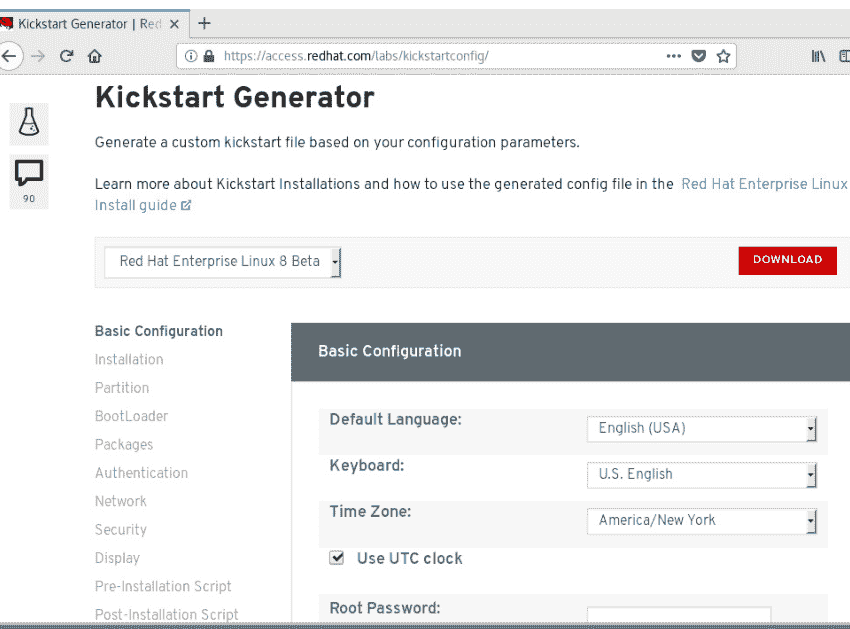 Kickstart Generator | Red
https://access.redhat.com/labs/kickstartconfig/
Kickstart Generator
Generate a custom kickstart file based on your configuration parameters.
90
Learn more about Kickstart Installations and how to use the generated config file in the Red Hat Enterprise Linux
Install guide
Red Hat Enterprise Linux 8 Beta
DOWNLOAD
Basic Configuration
Installation
Partition
BootLoader
Packages
Authentication
Network
Security
Display
Pre-Installation Script
Post-Installation Script
Basic Configuration
Default Language:
English (USA)
Keyboard:
U.S. English
Time Zone:
America/New York
Use UTC clock
Root Password: